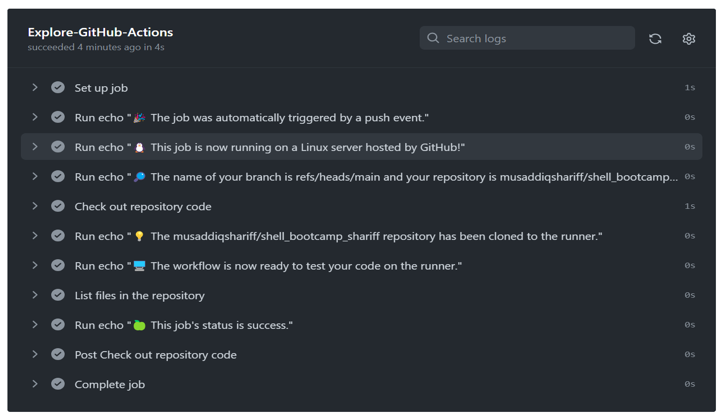 Explore-GitHub-Actions
succeeded 4 minutes ago in 4s
Search logs
Set up job 1s
Run echo "🎉 The job was automatically triggered by a push event." 0s
Run echo "🐧 This job is now running on a Linux server hosted by GitHub!" 0s
Run echo "🔎 The name of your branch is refs/heads/main and your repository is musaddiqshariff/shell_bootcamp... 0s
Check out repository code 1s
Run echo "💡 The musaddiqshariff/shell_bootcamp_shariff repository has been cloned to the runner." 0s
Run echo "🖥️ The workflow is now ready to test your code on the runner." 0s
List files in the repository 0s
Run echo "🍏 This job's status is success." 0s
Post Check out repository code 0s
Complete job 0s